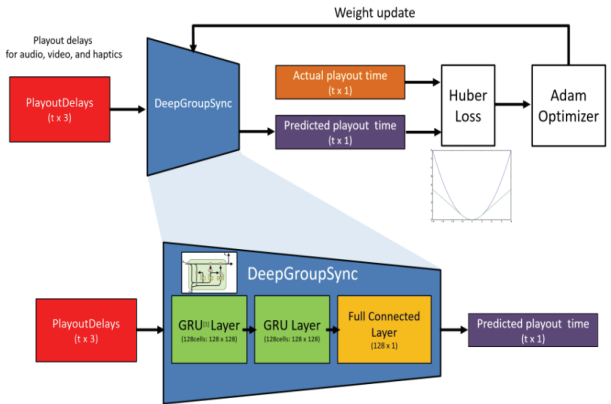 Weight update
Playout delays
for audio, video, and haptics
PlayoutDelays
(t x 3)
DeepGroupSync
Actual playout time
(t x 1)
Predicted playout time
(t x 1)
Huber
Loss
Adam
Optimizer
DeepGroupSync
PlayoutDelays
(t x 3)
GRU[1] Layer
(128cells: 128 x 128)
GRU Layer
(128cells: 128 x 128)
Full Connected
Layer
(128 x 1)
Predicted playout time
(t x 1)